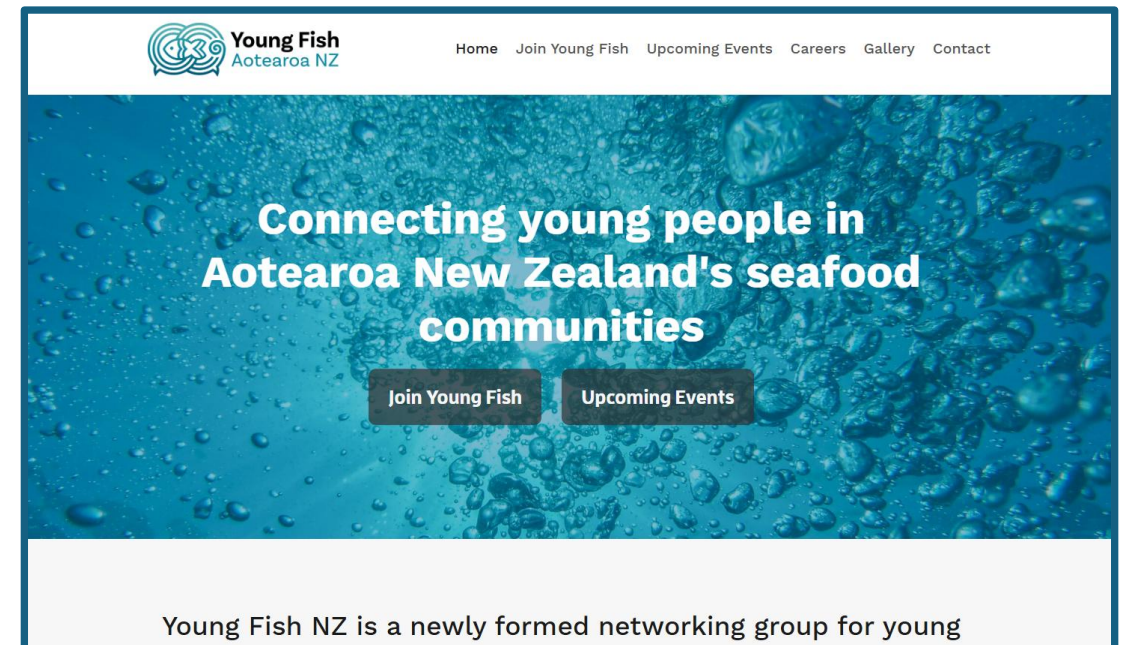 Young Fish
Aotearoa NZ
Home Join Young Fish Upcoming Events Careers Gallery Contact
Connecting young people in
Aotearoa New Zealand's seafood
communities
Join Young Fish Upcoming Events
Young Fish NZ is a newly formed networking group for young